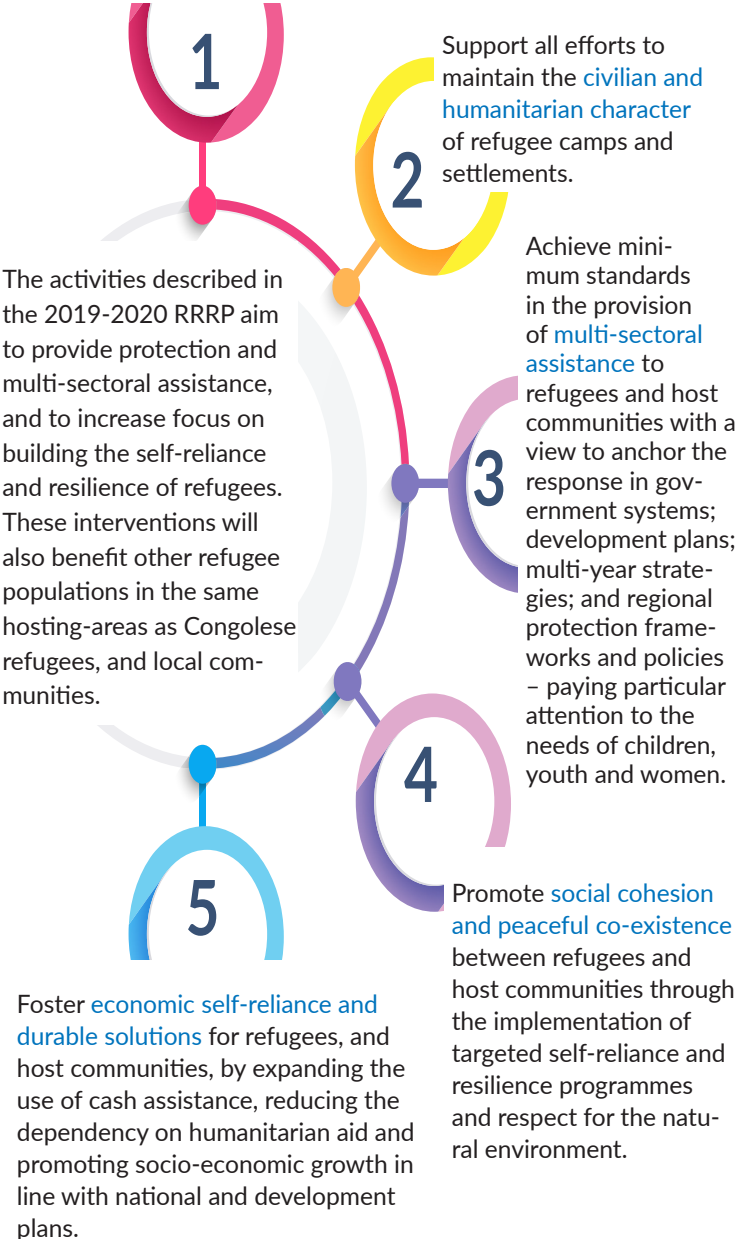 1
Support all efforts to
maintain the civilian and
humanitarian character
of refugee camps and
settlements.
2
The activities described in
the 2019-2020 RRRP aim
to provide protection and
multi-sectoral assistance,
and to increase focus on
building the self-reliance
and resilience of refugees.
These interventions will
also benefit other refugee
populations in the same
hosting-areas as Congolese
refugees, and local com-
munities.
Achieve mini-
mum standards
in the provision
of multi-sectoral
assistance to
refugees and host
communities with a
view to anchor the
response in gov-
ernment systems;
development plans;
multi-year strate-
gies; and regional
protection frame-
works and policies
– paying particular
attention to the
needs of children,
youth and women.
3
4
Promote social cohesion
and peaceful co-existence
between refugees and
host communities through
the implementation of
targeted self-reliance and
resilience programmes
and respect for the natu-
ral environment.
5
Foster economic self-reliance and
durable solutions for refugees, and
host communities, by expanding the
use of cash assistance, reducing the
dependency on humanitarian aid and
promoting socio-economic growth in
line with national and development
plans.